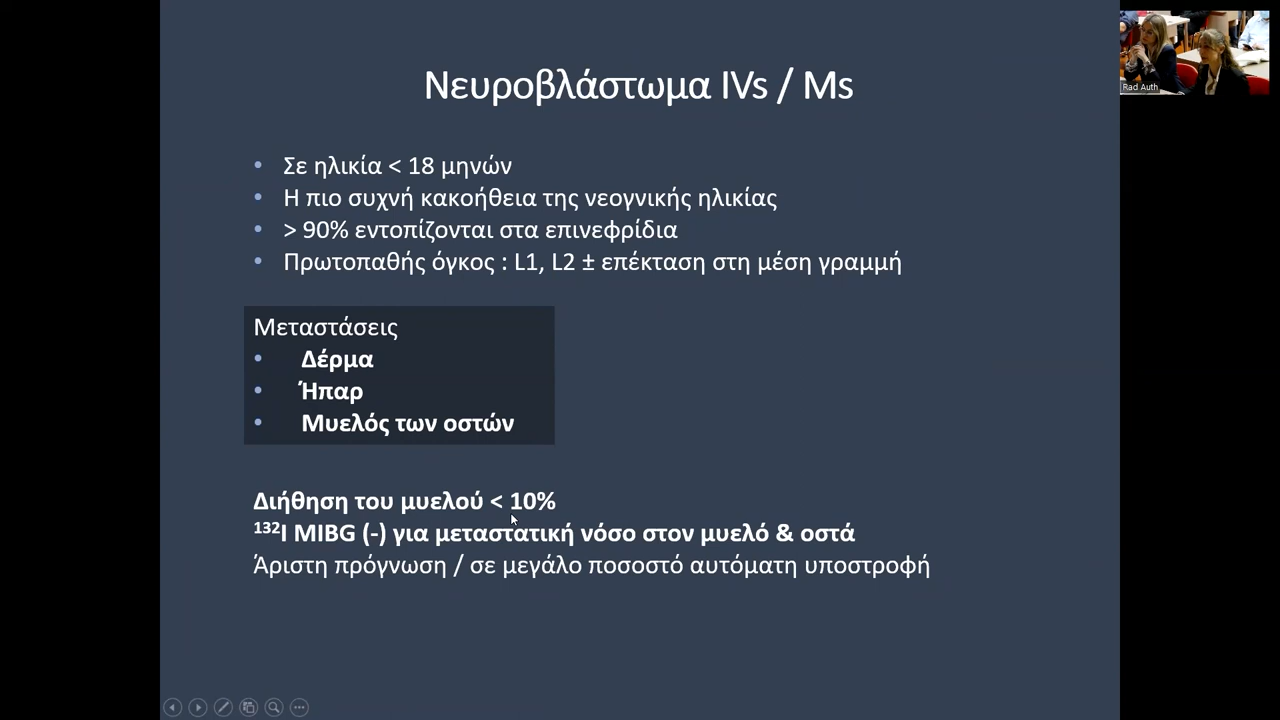 Νευροβλάστωμα IVs / Ms
• Σε ηλικία < 18 μηνών
• Η πιο συχνή κακοήθεια της νεογνικής ηλικίας
• > 90% εντοπίζονται στα επινεφρίδια
• Πρωτοπαθής όγκος : L1, L2 ± επέκταση στη μέση γραμμή
Μεταστάσεις
• Δέρμα
• Ήπαρ
• Μυελός των οστών
Διήθηση του μυελού < 10%
¹³²I MIBG (-) για μεταστατική νόσο στον μυελό & οστά
Άριστη πρόγνωση / σε μεγάλο ποσοστό αυτόματη υποστροφή
Rad Auth